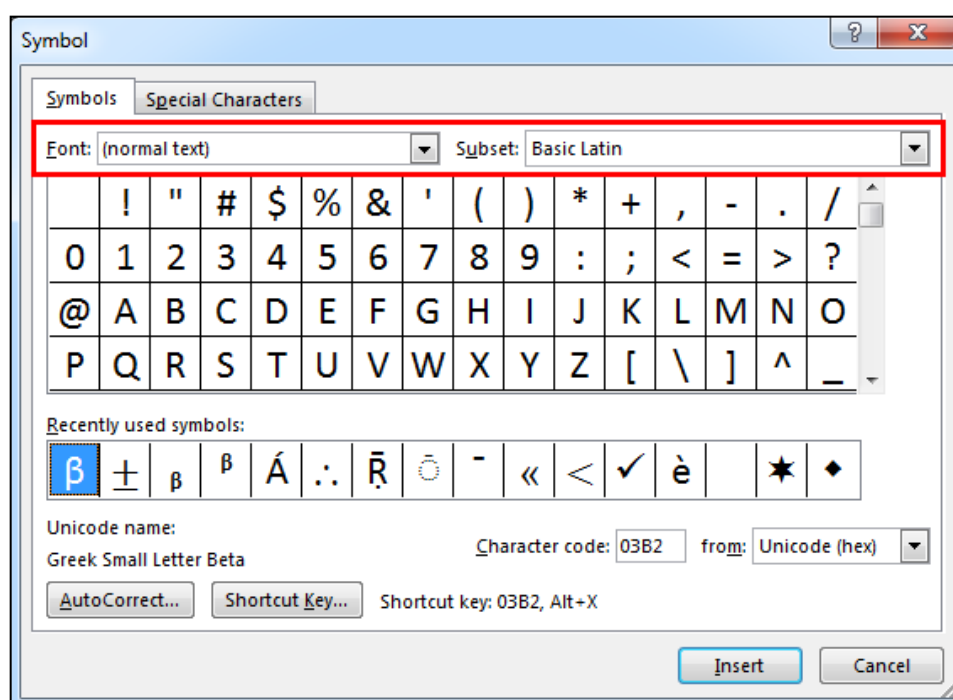 Symbol
Symbols Special Characters
Font: (normal text) Subset: Basic Latin
! " # $ % & ' ( ) * + , - . /
0 1 2 3 4 5 6 7 8 9 : ; < = > ?
@ A B C D E F G H I J K L M N O
P Q R S T U V W X Y Z [ \ ] ^ _
Recently used symbols:
β ± ᵦ ᵝ Á ∴ Ṝ ◌̄ ¯ « < ✓ è ✶ ◆
Unicode name:
Greek Small Letter Beta
Character code: 03B2 from: Unicode (hex)
AutoCorrect... Shortcut Key... Shortcut key: 03B2, Alt+X
Insert Cancel